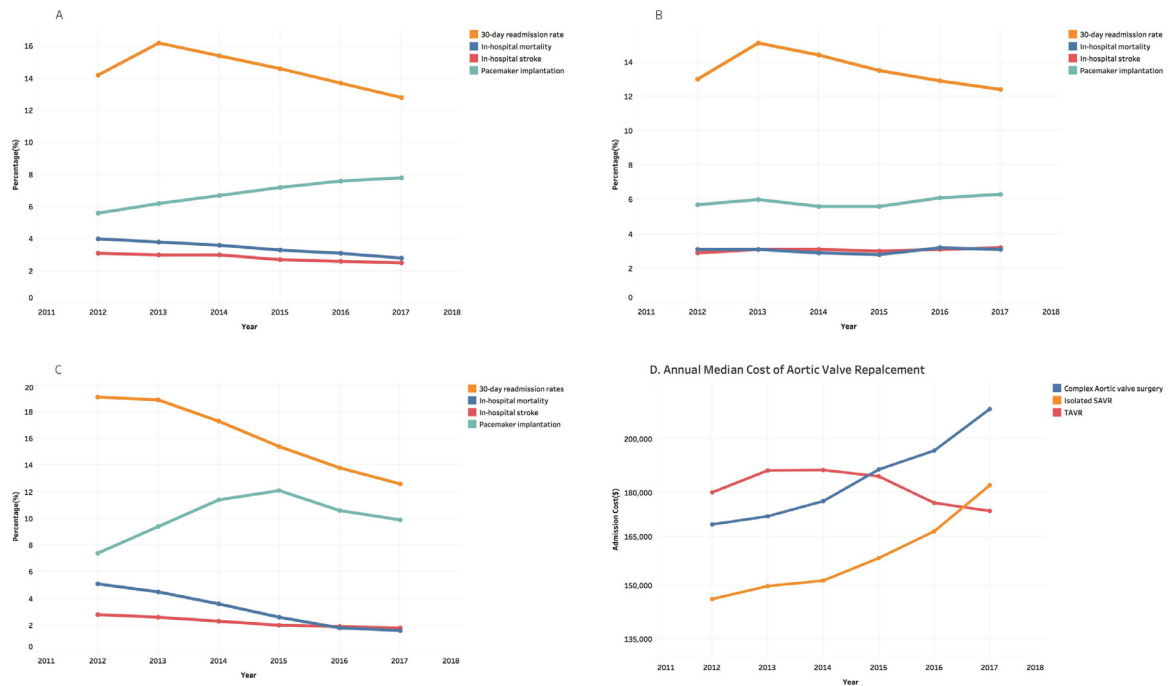 A
30-day readmission rate
In-hospital mortality
In-hospital stroke
Pacemaker implantation
16
14
12
10
8
6
4
2
0
Percentage(%)
2011 2012 2013 2014 2015 2016 2017 2018
Year
B
30-day readmission rate
In-hospital mortality
In-hospital stroke
Pacemaker implantation
14
12
10
8
6
4
2
0
Percentage(%)
2011 2012 2013 2014 2015 2016 2017 2018
Year
C
30-day readmission rates
In-hospital mortality
In-hospital stroke
Pacemaker implantation
20
18
16
14
12
10
8
6
4
2
0
Percentage(%)
2011 2012 2013 2014 2015 2016 2017 2018
Year
D. Annual Median Cost of Aortic Valve Repalcement
Complex Aortic valve surgery
Isolated SAVR
TAVR
200,000
180,000
165,000
150,000
135,000
Admission Cost($)
2011 2012 2013 2014 2015 2016 2017 2018
Year